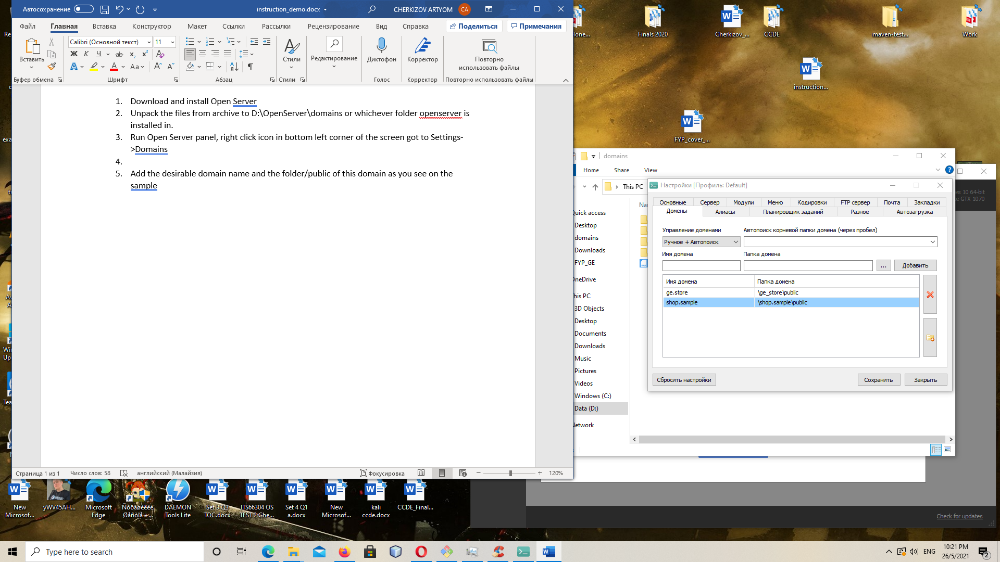 Автосохранение
instruction_demo.docx
CHERKIZOV ARTYOM
CA
Файл
Главная
Вставка
Конструктор
Макет
Ссылки
Рассылки
Рецензирование
Вид
Справка
Поделиться
Примечания
Вставить
Calibri (Основной текст)
11
Ж
К
Ч
ab
Аа
Стили
Редактирование
Диктофон
Корректор
Повторно
использовать файлы
Буфер обмена
Шрифт
Абзац
Стили
Голос
Корректор
Повторно использовать файлы
1. Download and install Open Server
2. Unpack the files from archive to D:\OpenServer\domains or whichever folder openserver is
installed in.
3. Run Open Server panel, right click icon in bottom left corner of the screen got to Settings-
>Domains
4.
5. Add the desirable domain name and the folder/public of this domain as you see on the
sample
Страница 1 из 1
Число слов: 58
английский (Малайзия)
Фокусировка
120%
Finals 2020
Cherkizov_...
CCDE
maven-test...
Work
instruction...
FYP_cover_...
domains
Home
Share
View
This PC
Quick access
Desktop
domains
Downloads
FYP_GE
OneDrive
This PC
3D Objects
Desktop
Documents
Downloads
Music
Pictures
Videos
Windows (C:)
Data (D:)
Network
Настройки [Профиль: Default]
Основные
Сервер
Модули
Меню
Кодировки
FTP сервер
Почта
Закладки
Домены
Алиасы
Планировщик заданий
Разное
Автозагрузка
Управление доменами
Автопоиск корневой папки домена (через пробел)
Ручное + Автопоиск
Имя домена
Папка домена
...
Добавить
Имя домена
Папка домена
ge.store
\ge_store\public
shop.sample
\shop.sample\public
Сбросить настройки
Сохранить
Закрыть
10 64-bit
GTX 1070
Check for updates
New
Microsof...
yWV45AH...
Microsoft
Edge
Ñòðàøèëêè.
DAEMON
Tools Lite
Set 3 Q3
TOC.docx
ITS66304 OS
TEST 2 Ghe...
Set 4 Q1
a.docx
New
Microsof...
kali
ccde.docx
CCDE_Final...
Type here to search
ENG
10:21 PM
26/5/2021
2